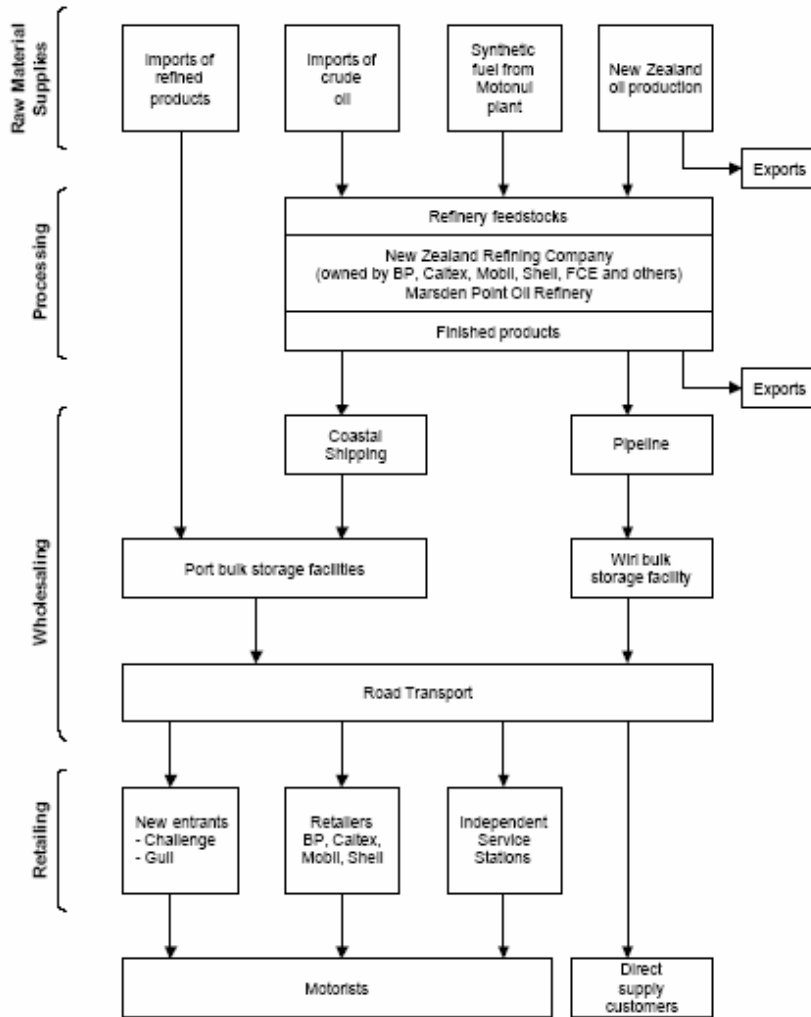 Raw Material
Supplies
Imports of
refined
products
Imports of
crude
oil
Synthetic
fuel from
Motonui
plant
New Zealand
oil production
Exports
Processing
Refinery feedstocks
New Zealand Refining Company
(owned by BP, Caltex, Mobil, Shell, FCE and others)
Marsden Point Oil Refinery
Finished products
Exports
Wholesaling
Coastal
Shipping
Pipeline
Port bulk storage facilities
Wiri bulk
storage facility
Road Transport
Retailing
New entrants
- Challenge
- Gull
Retailers
BP, Caltex,
Mobil, Shell
Independent
Service
Stations
Motorists
Direct
supply
customers